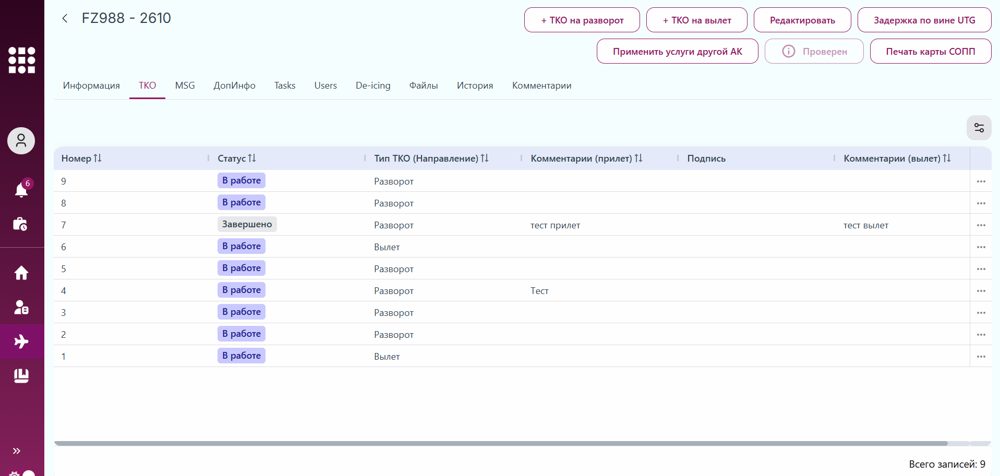 FZ988 - 2610
+ ТКО на разворот + ТКО на вылет Редактировать Задержка по вине UTG
Применить услуги другой АК Проверен Печать карты СОПП
Информация ТКО MSG ДопИнфо Tasks Users De-icing Файлы История Комментарии
6
Номер Статус Тип ТКО (Направление) Комментарии (прилет) Подпись Комментарии (вылет)
9 В работе Разворот
8 В работе Разворот
7 Завершено Разворот тест прилет тест вылет
6 В работе Вылет
5 В работе Разворот
4 В работе Разворот Тест
3 В работе Разворот
2 В работе Разворот
1 В работе Вылет
Всего записей: 9